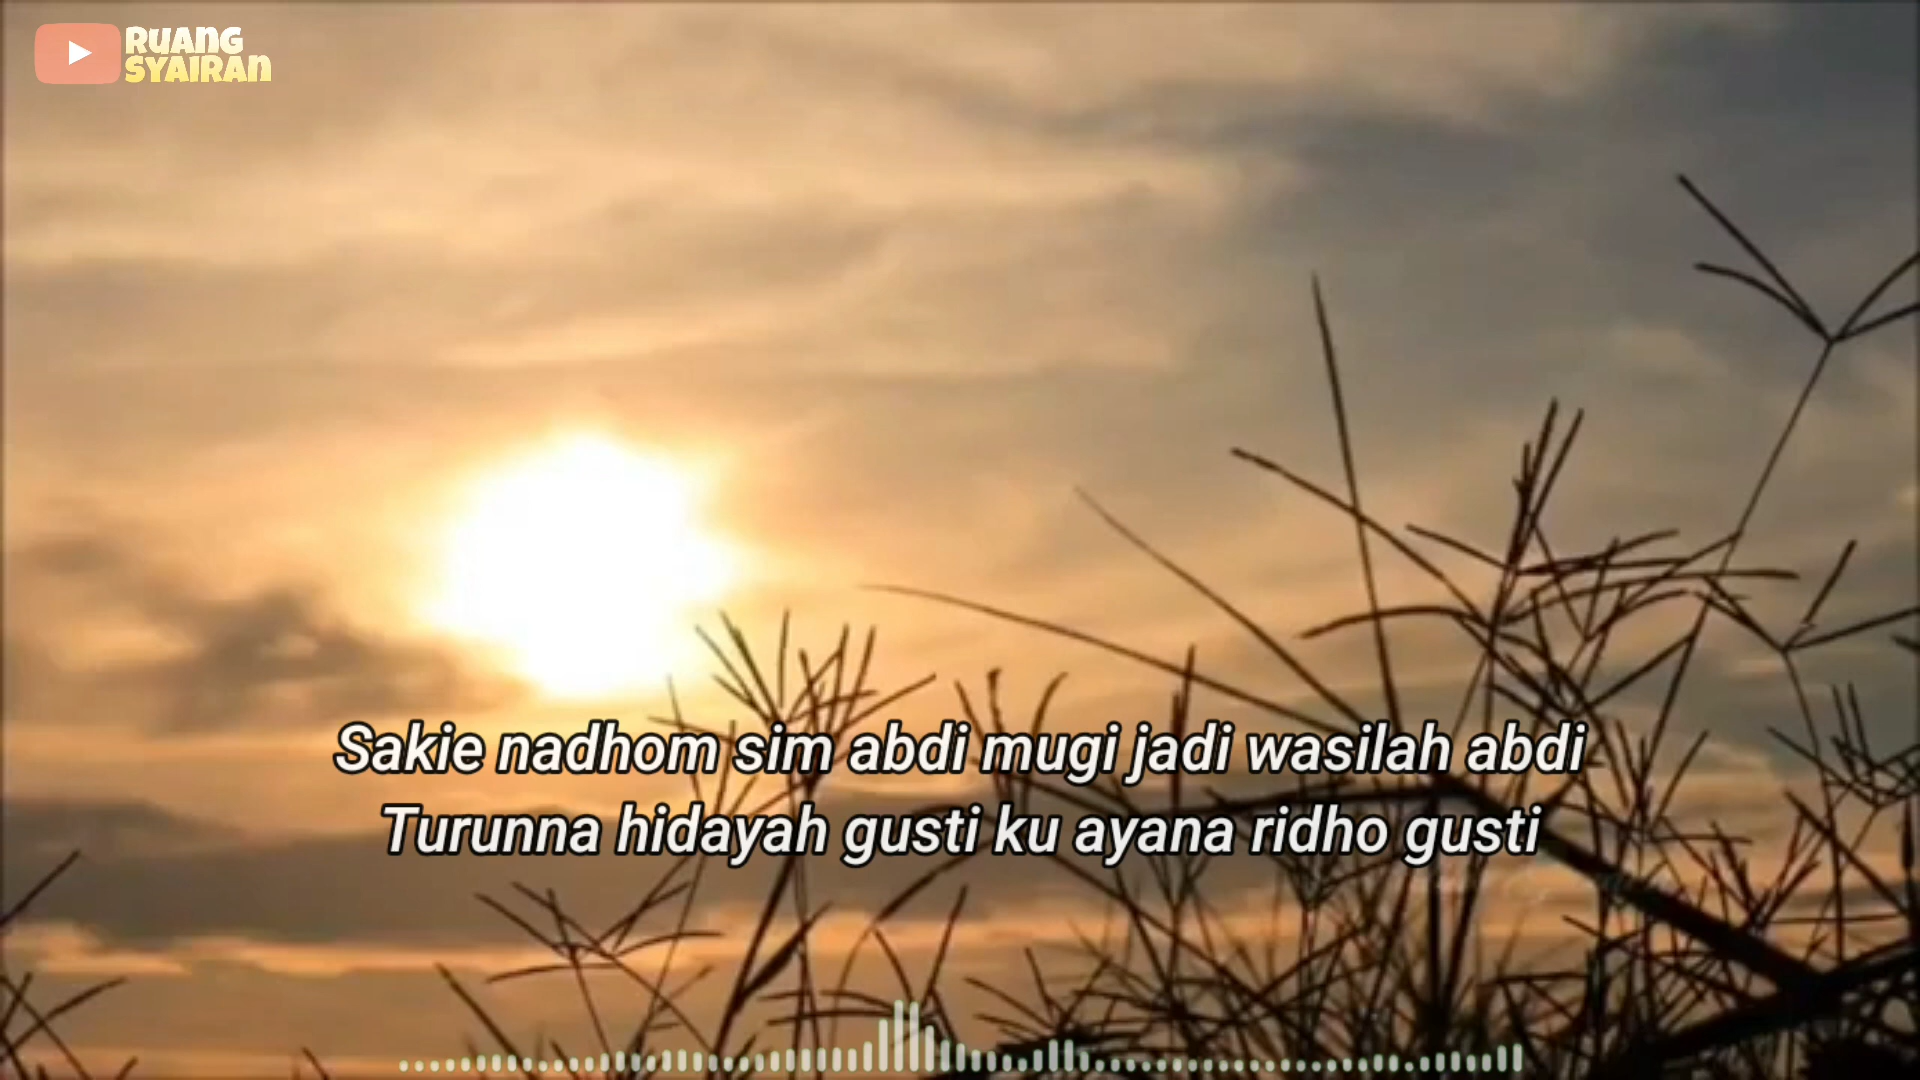 RUANG
SYAIRAN
Sakie nadhom sim abdi mugi jadi wasilah abdi
Turunna hidayah gusti ku ayana ridho gusti